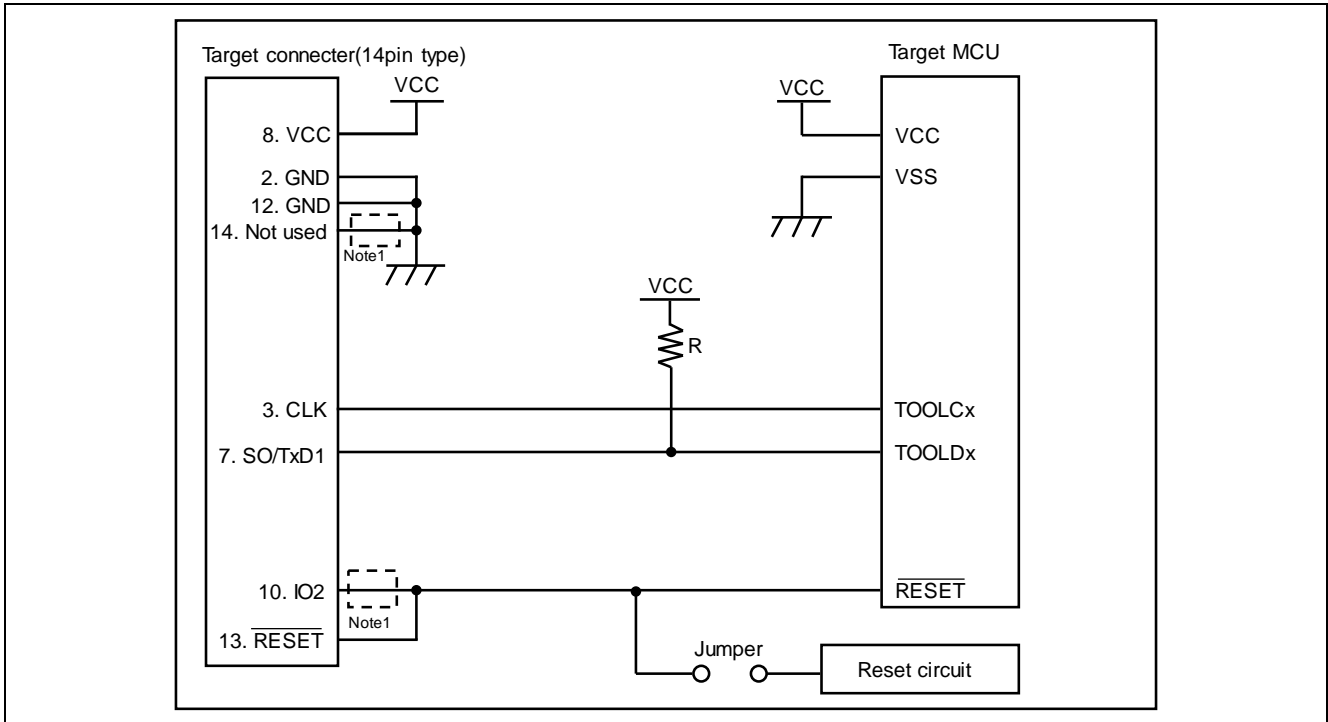 Target connecter(14pin type)
Target MCU
VCC
VCC
8. VCC
VCC
2. GND
VSS
12. GND
14. Not used
Note1
VCC
R
3. CLK
TOOLCx
7. SO/TxD1
TOOLDx
10. IO2
RESET
Note1
13. RESET
Jumper
Reset circuit